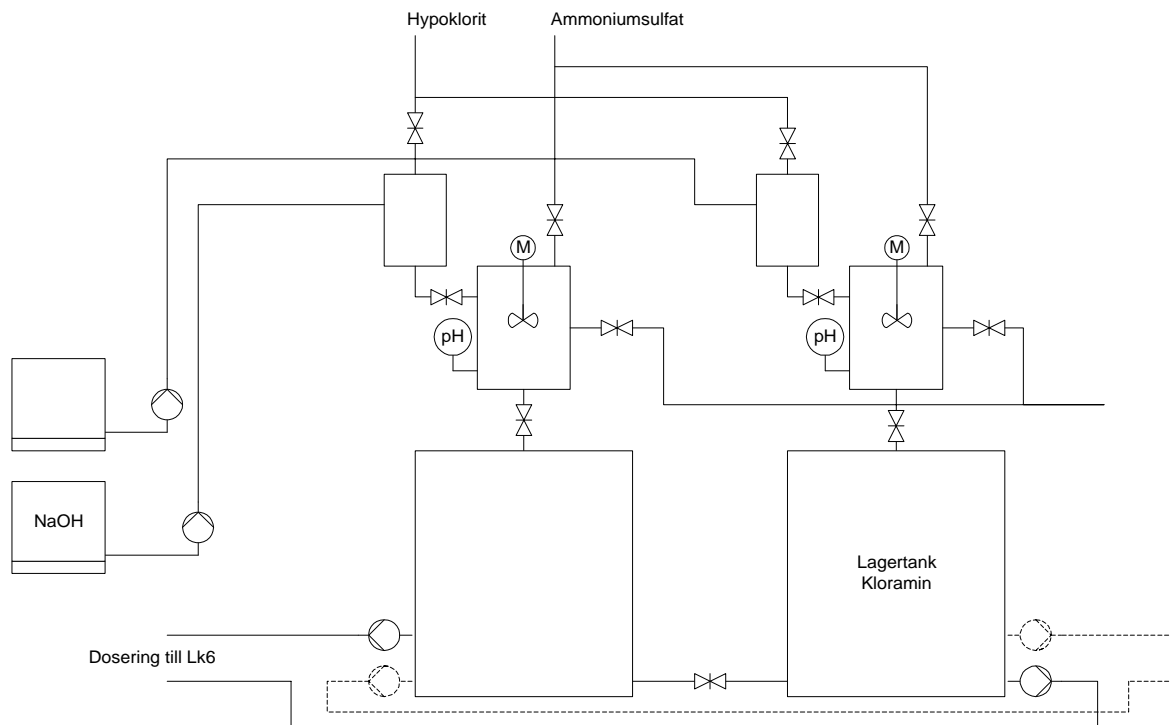 Hypoklorit
Ammoniumsulfat
M
M
pH
pH
NaOH
Lagertank
Kloramin
Dosering till Lk6